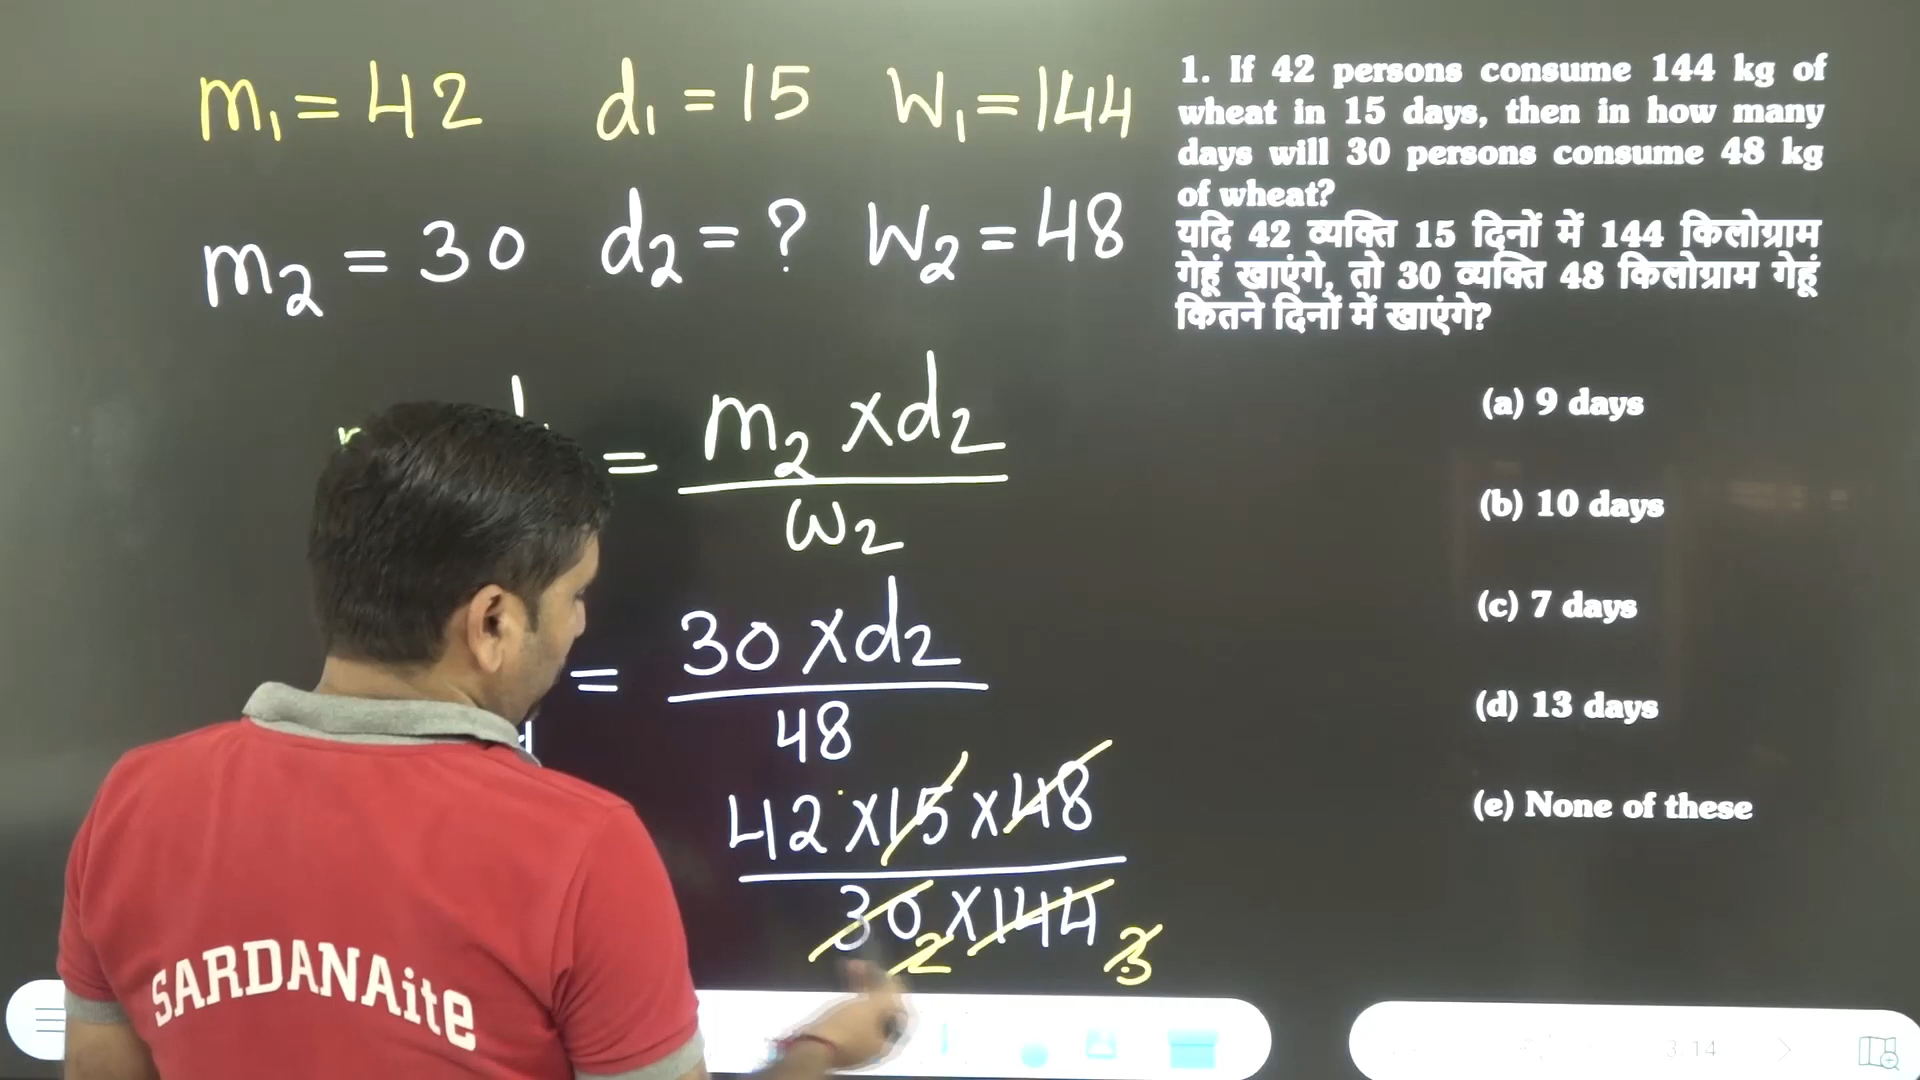 m₁ = 42 d₁ = 15 W₁ = 144
m₂ = 30 d₂ = ? W₂ = 48
= m₂ × d₂
W₂
= 30 × d₂
48
42 × 15 × 48
30 × 144
2 3
1. If 42 persons consume 144 kg of
wheat in 15 days, then in how many
days will 30 persons consume 48 kg
of wheat?
यदि 42 व्यक्ति 15 दिनों में 144 किलोग्राम
गेहूं खाएंगे, तो 30 व्यक्ति 48 किलोग्राम गेहूं
कितने दिनों में खाएंगे?
(a) 9 days
(b) 10 days
(c) 7 days
(d) 13 days
(e) None of these
SARDANAite
3.14